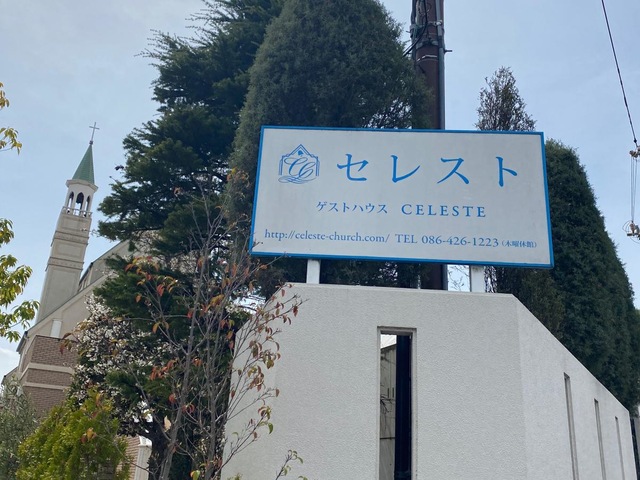 セレスト
ゲストハウス CELESTE
http://celeste-church.com/ TEL 086-426-1223 (木曜休館)